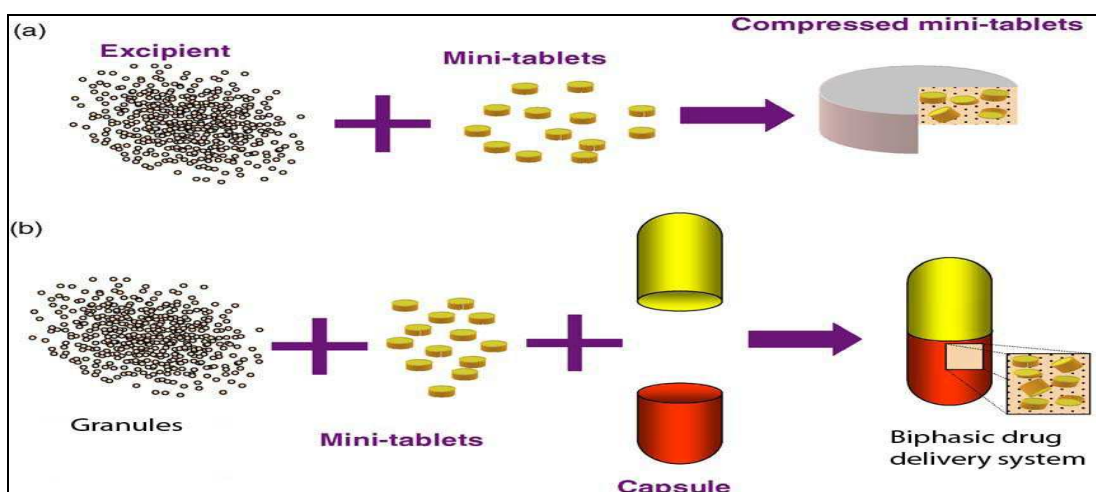 (a)
Excipient
Mini-tablets
Compressed mini-tablets
(b)
Granules
Mini-tablets
Capsule
Biphasic drug
delivery system